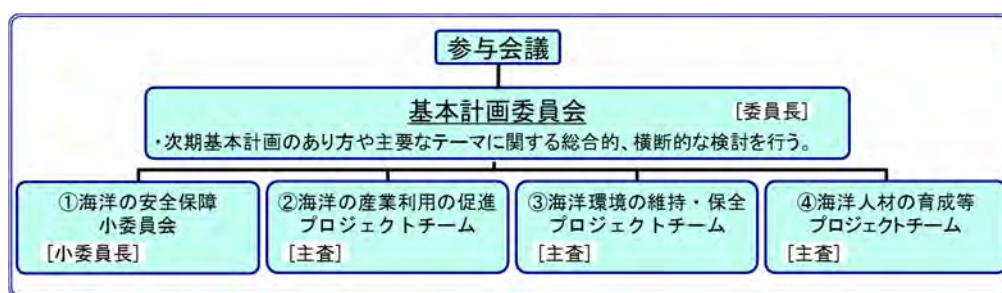 参与会議
基本計画委員会 [委員長]
・次期基本計画のあり方や主要なテーマに関する総合的、横断的な検討を行う。
①海洋の安全保障
小委員会
[小委員長]
②海洋の産業利用の促進
プロジェクトチーム
[主査]
③海洋環境の維持・保全
プロジェクトチーム
[主査]
④海洋人材の育成等
プロジェクトチーム
[主査]